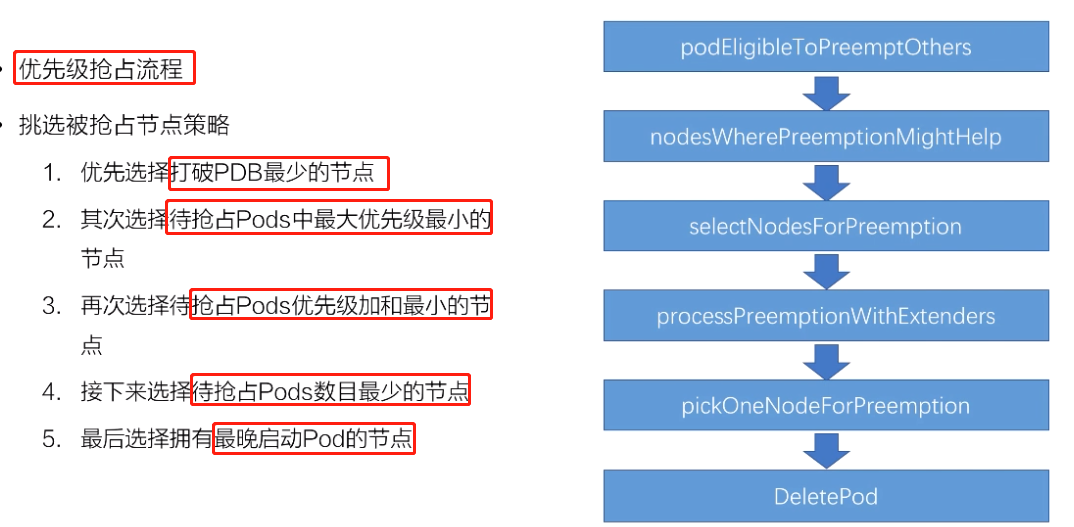 • 优先级抢占流程
• 挑选被抢占节点策略
1. 优先选择打破PDB最少的节点
2. 其次选择待抢占Pods中最大优先级最小的
节点
3. 再次选择待抢占Pods优先级加和最小的节
点
4. 接下来选择待抢占Pods数目最少的节点
5. 最后选择拥有最晚启动Pod的节点
podEligibleToPreemptOthers
nodesWherePreemptionMightHelp
selectNodesForPreemption
processPreemptionWithExtenders
pickOneNodeForPreemption
DeletePod